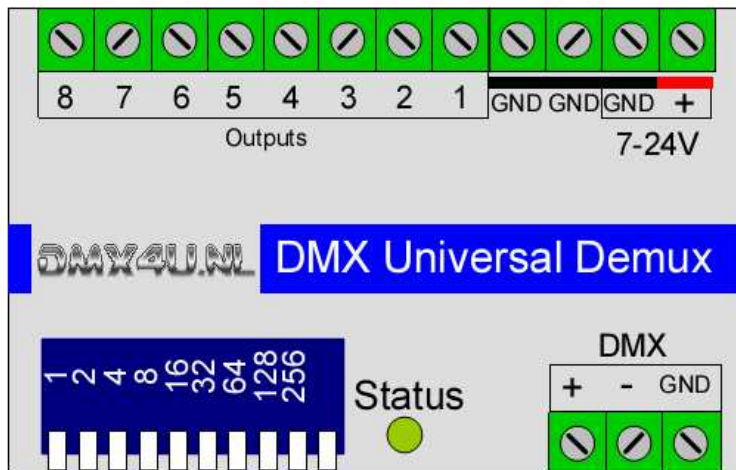 8 7 6 5 4 3 2 1 GND GND GND +
Outputs
7-24V
DMX4U.NL DMX Universal Demux
DMX
1 2 4 8 16 32 64 128 256
+ - GND
Status